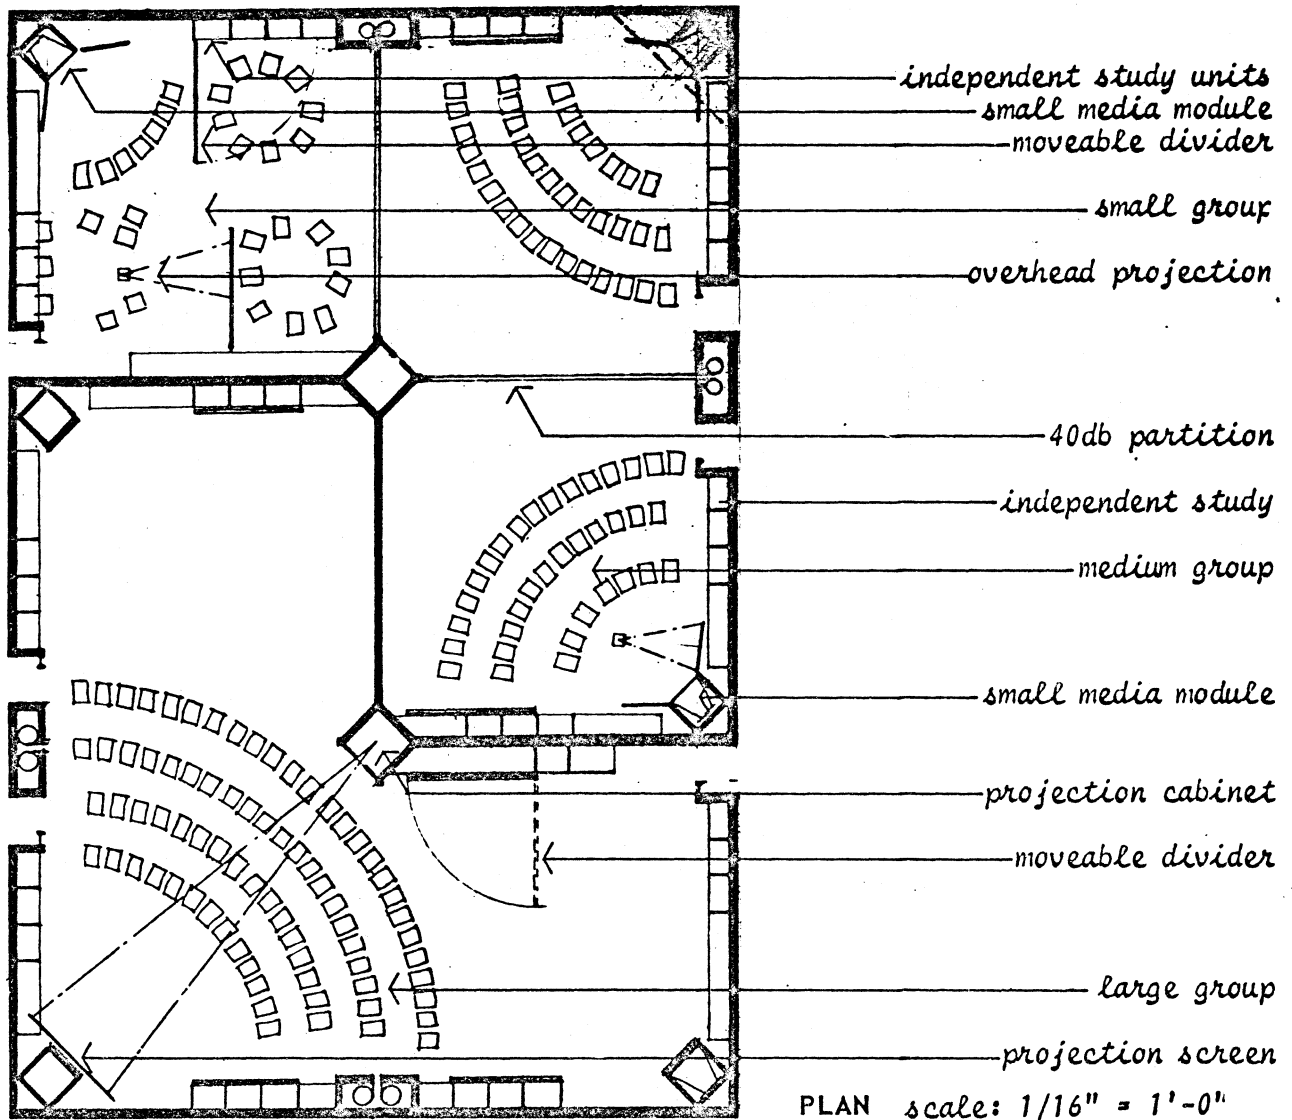 independent study units
small media module
moveable divider
small group
overhead projection
40db partition
independent study
medium group
small media module
projection cabinet
moveable divider
large group
projection screen
PLAN scale: 1/16" = 1'-0"